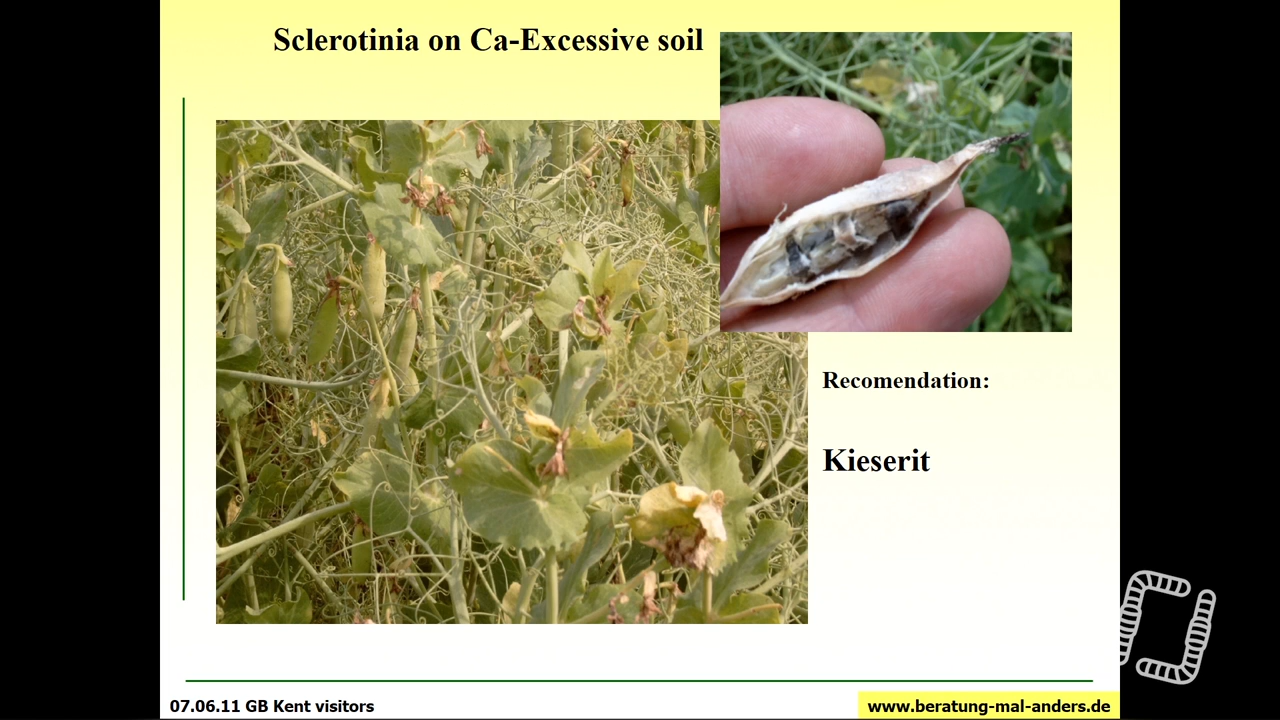 Sclerotinia on Ca-Excessive soil
Recomendation:
Kieserit
07.06.11 GB Kent visitors
www.beratung-mal-anders.de